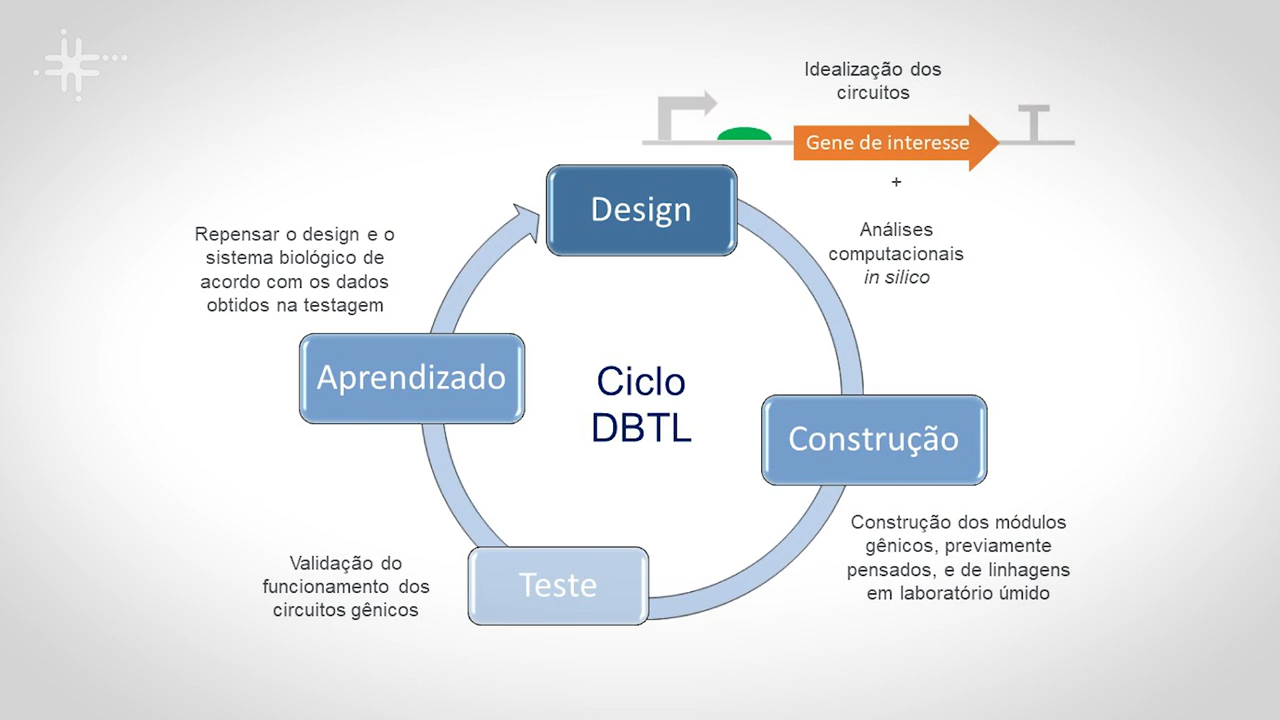 Idealização dos
circuitos
Gene de interesse
+
Análises
computacionais
in silico
Design
Repensar o design e o
sistema biológico de
acordo com os dados
obtidos na testagem
Aprendizado
Ciclo
DBTL
Construção
Construção dos módulos
gênicos, previamente
pensados, e de linhagens
em laboratório úmido
Teste
Validação do
funcionamento dos
circuitos gênicos